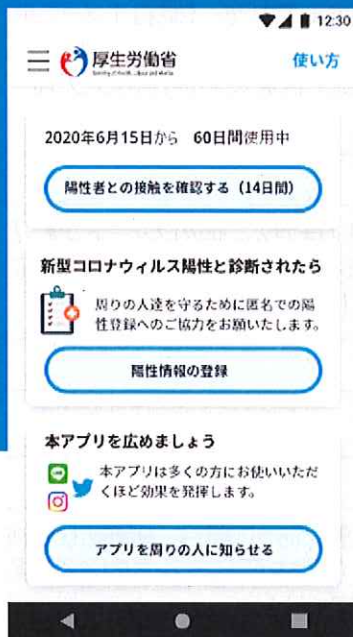 12:30
厚生労働省
使い方
2020年6月15日から 60日間使用中
陽性者との接触を確認する（14日間）
新型コロナウィルス陽性と診断されたら
周りの人達を守るために匿名での陽
性登録へのご協力をお願いいたします。
陽性情報の登録
本アプリを広めましょう
本アプリは多くの方にお使いいただ
くほど効果を発揮します。
アプリを周りの人に知らせる